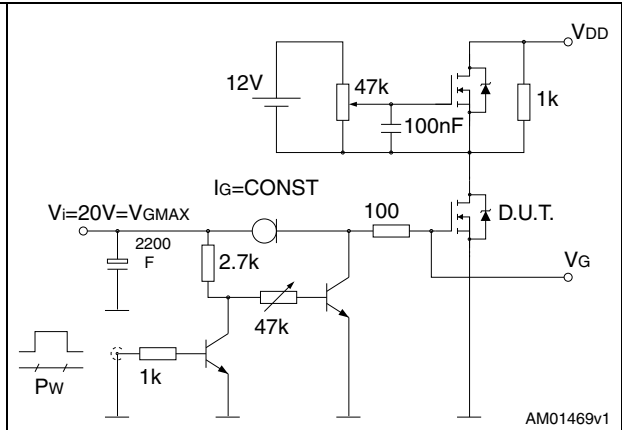 VDD
12V
47k
1k
100nF
IG=CONST
Vi=20V=VGMAX
100
D.U.T.
2200
F
2.7k
VG
47k
1k
PW
AM01469v1